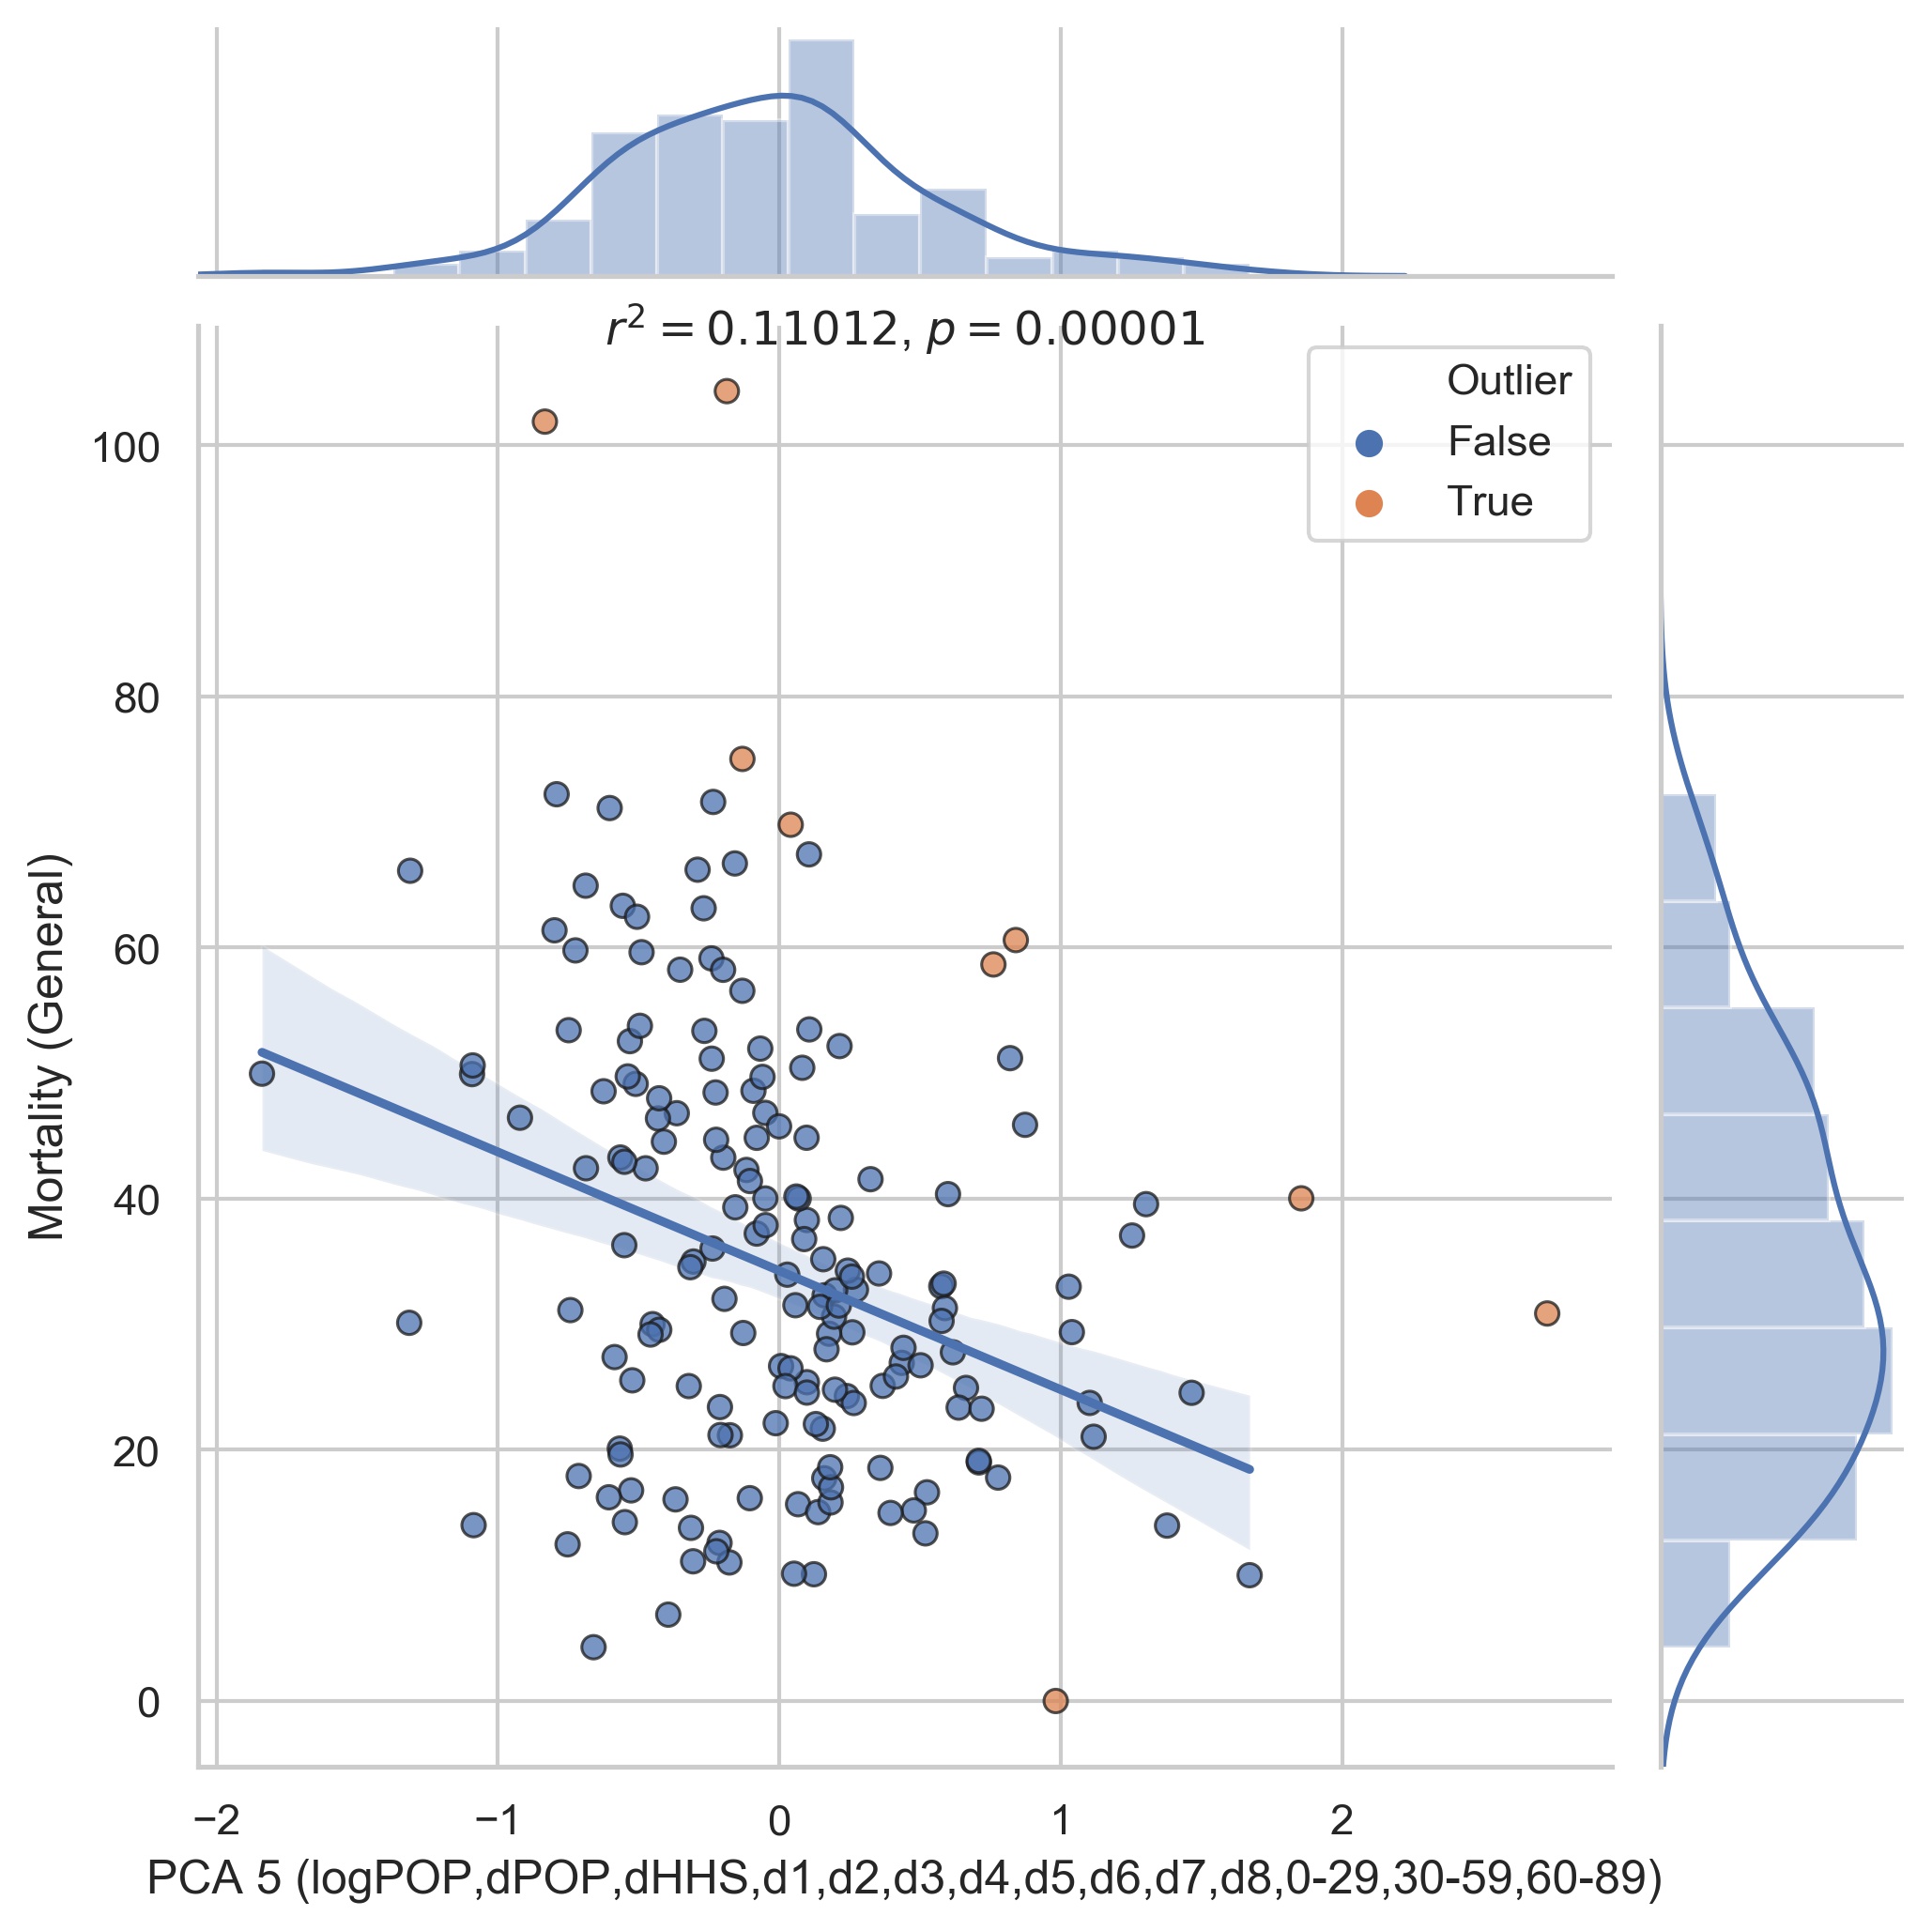 r² = 0.11012, p = 0.00001
Outlier
False
True
100
80
60
40
20
0
Mortality (General)
−2 −1 0 1 2
PCA 5 (logPOP,dPOP,dHHS,d1,d2,d3,d4,d5,d6,d7,d8,0-29,30-59,60-89)